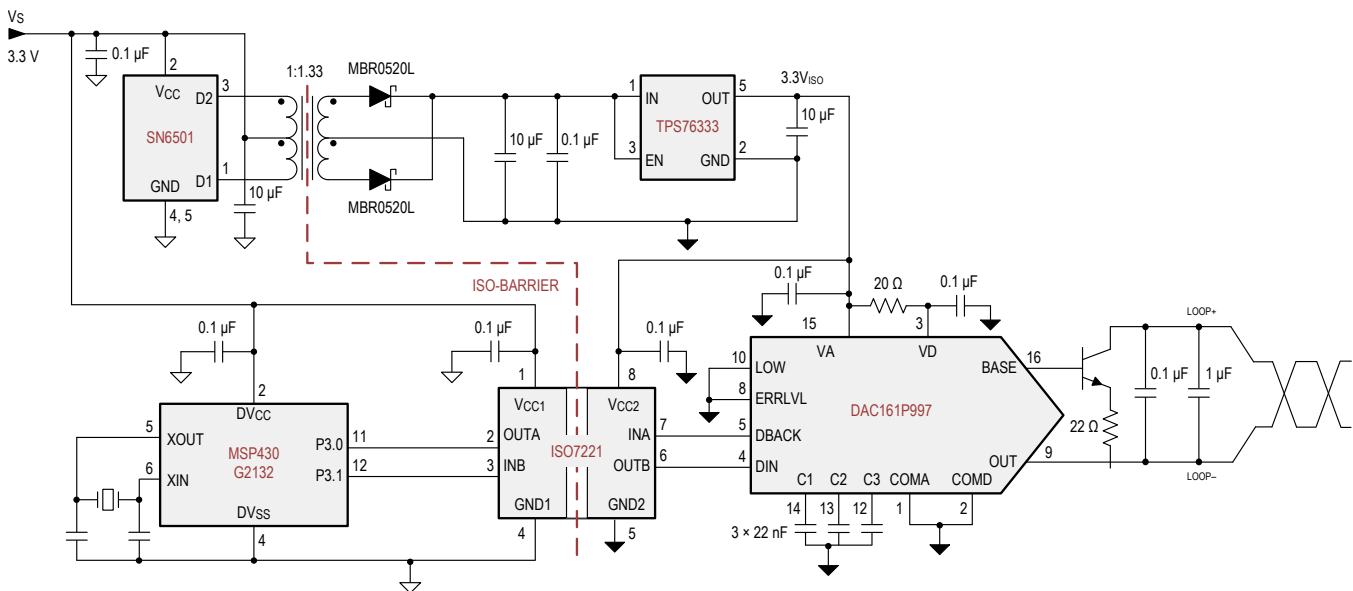 VS
3.3 V
0.1 µF
2
VCC
D2
3
SN6501
D1
1
GND
4, 5
10 µF
1:1.33
MBR0520L
MBR0520L
10 µF
0.1 µF
1
IN
OUT
5
TPS76333
3
EN
GND
2
3.3VISO
10 µF
ISO-BARRIER
0.1 µF
0.1 µF
0.1 µF
0.1 µF
20 Ω
0.1 µF
2
DVCC
5
XOUT
6
XIN
MSP430
G2132
P3.0
11
P3.1
12
DVSS
4
1
VCC1
2
OUTA
3
INB
GND1
4
ISO7221
8
VCC2
INA
7
OUTB
6
GND2
5
15
VA
3
VD
10
LOW
8
ERRLVL
5
DBACK
4
DIN
DAC161P997
BASE
16
OUT
9
C1
C2
C3
COMA
COMD
14
13
12
1
2
3 × 22 nF
22 Ω
0.1 µF
1 µF
LOOP+
LOOP–